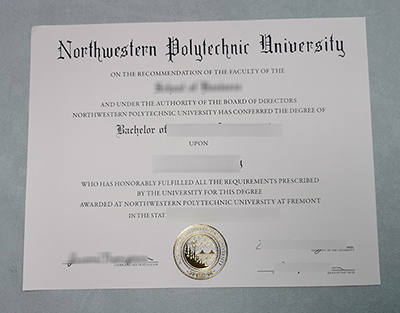 Northwestern Polytechnic University
ON THE RECOMMENDATION OF THE FACULTY OF THE
AND UNDER THE AUTHORITY OF THE BOARD OF DIRECTORS
NORTHWESTERN POLYTECHNIC UNIVERSITY HAS CONFERRED THE DEGREE OF
Bachelor of
UPON
WHO HAS HONORABLY FULFILLED ALL THE REQUIREMENTS PRESCRIBED
BY THE UNIVERSITY FOR THIS DEGREE
AWARDED AT NORTHWESTERN POLYTECHNIC UNIVERSITY AT FREMONT
IN THE STAT